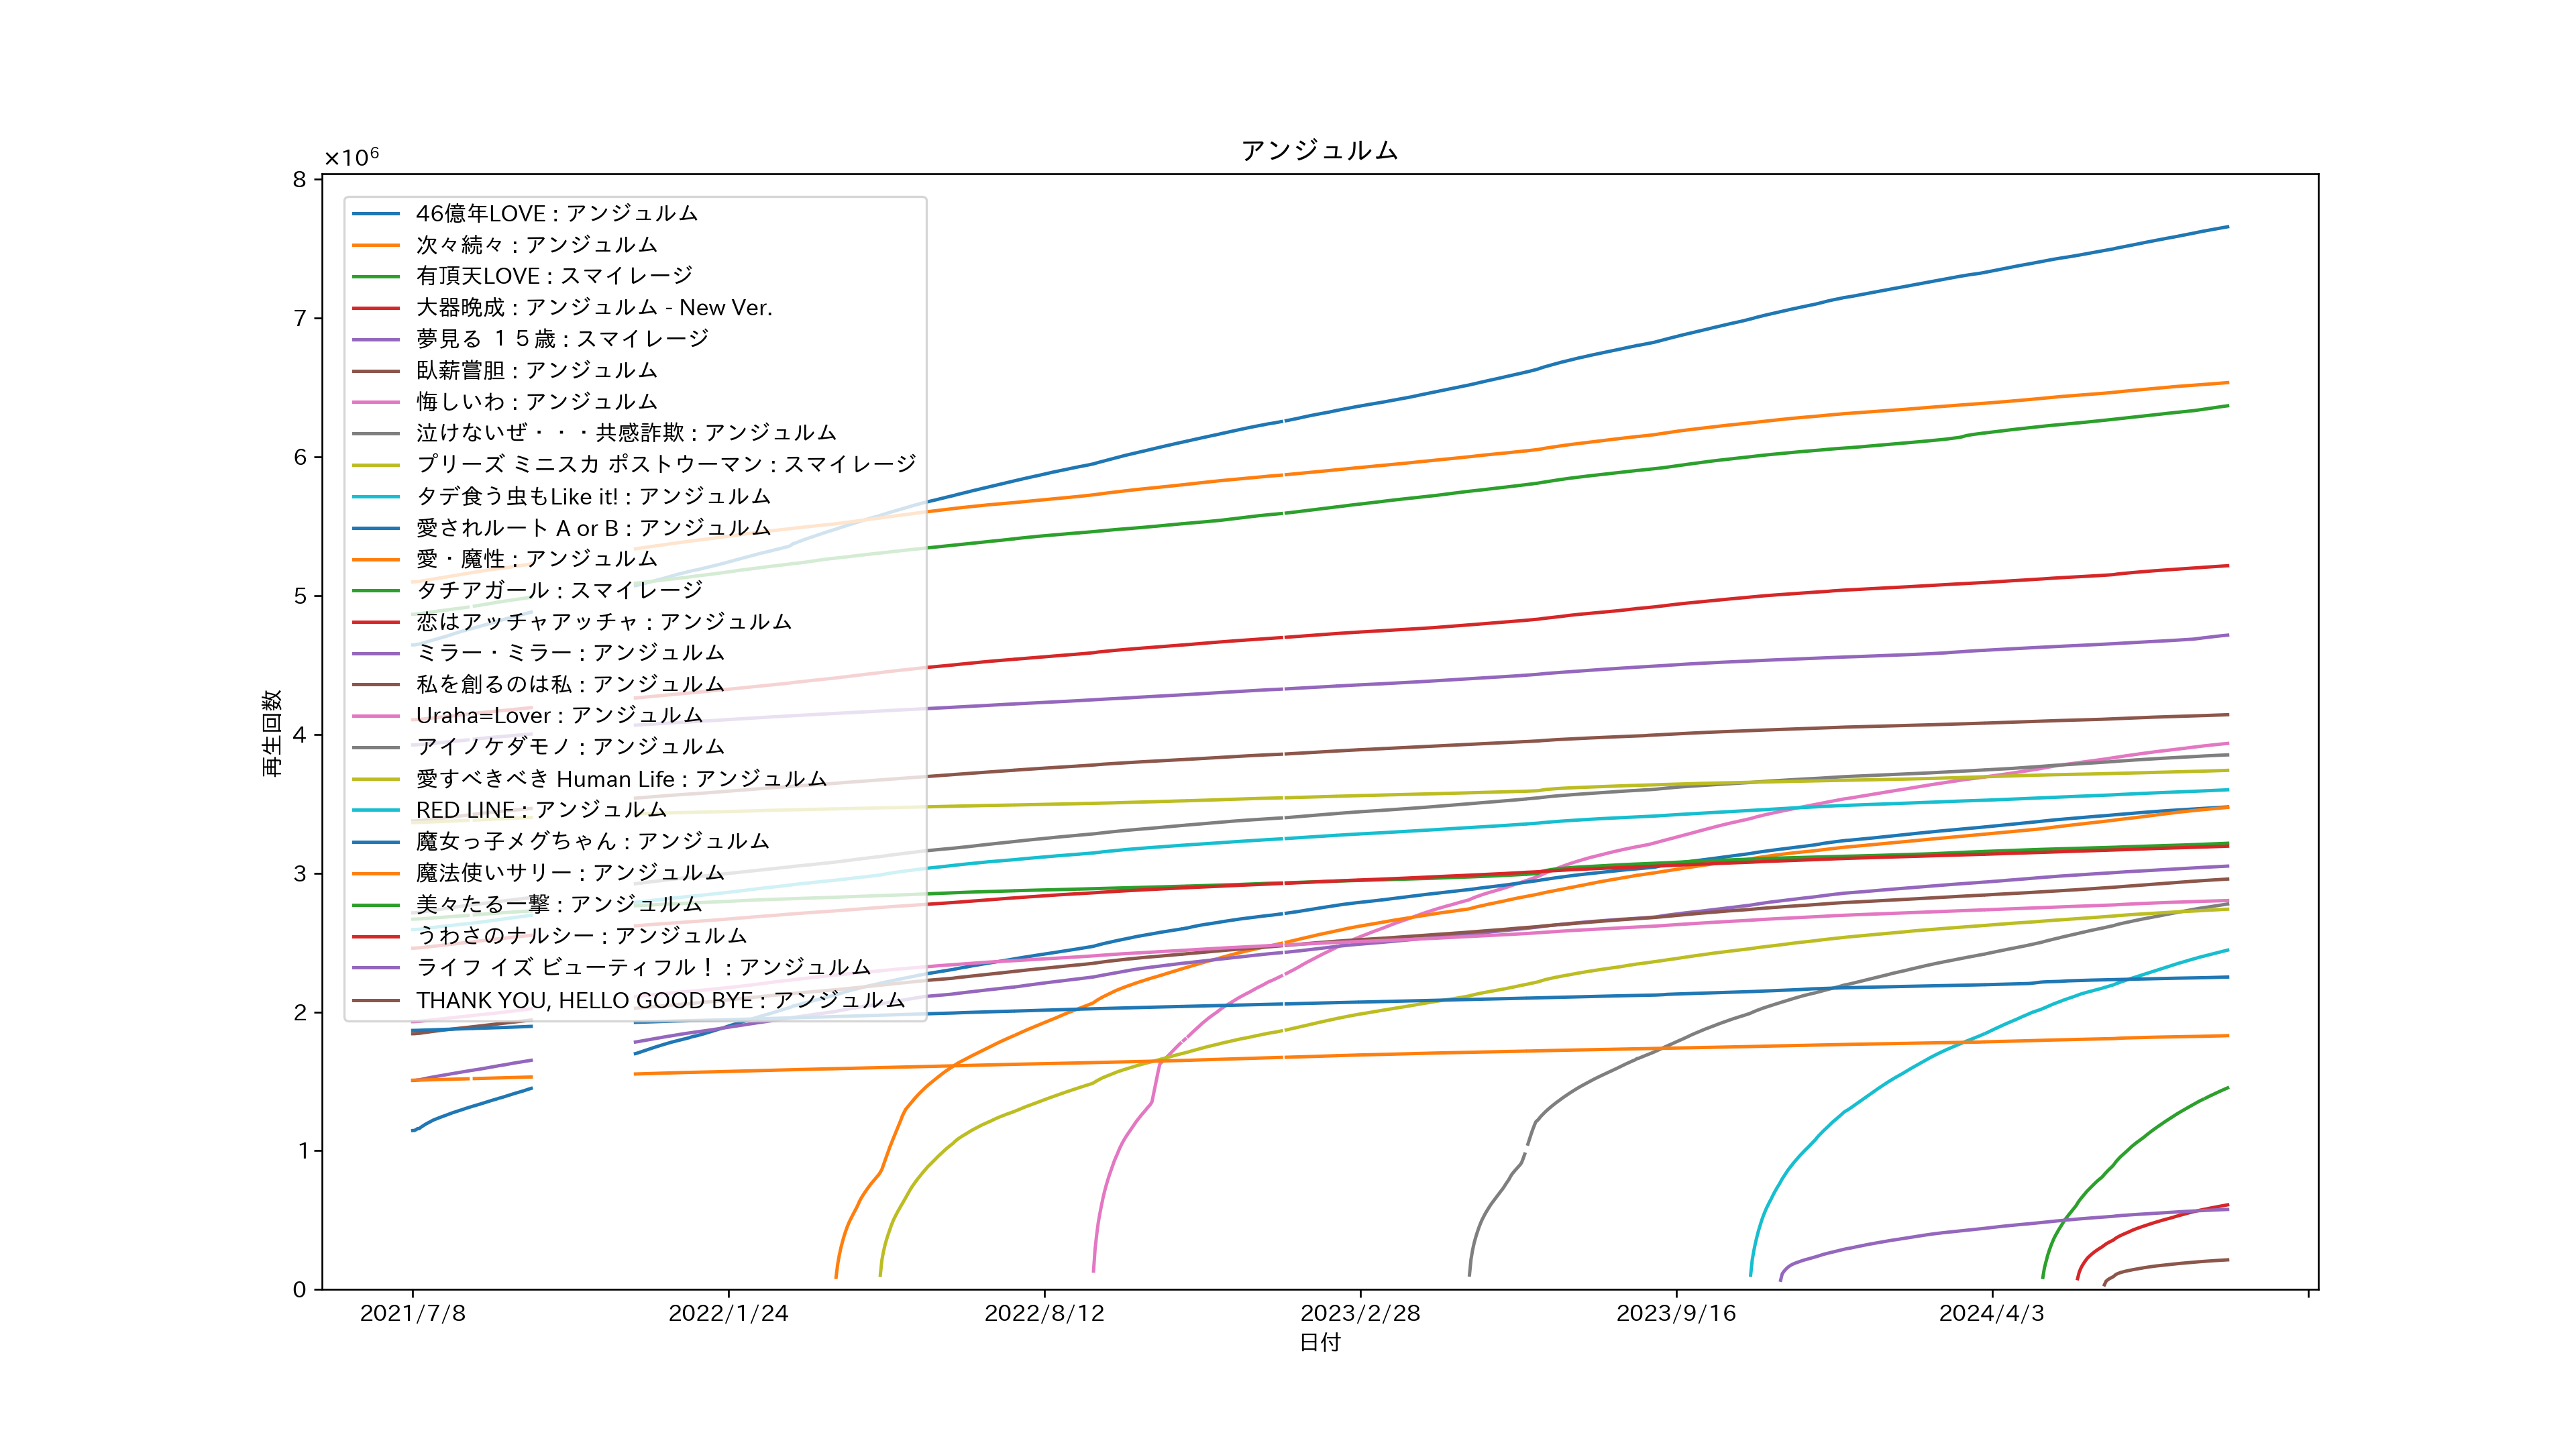 アンジュルム
×10⁶
8
7
6
5
4
3
2
1
0
再生回数
46億年LOVE : アンジュルム
次々続々 : アンジュルム
有頂天LOVE : スマイレージ
大器晩成 : アンジュルム - New Ver.
夢見る １５歳 : スマイレージ
臥薪嘗胆 : アンジュルム
悔しいわ : アンジュルム
泣けないぜ・・・共感詐欺 : アンジュルム
プリーズ ミニスカ ポストウーマン : スマイレージ
タデ食う虫もLike it! : アンジュルム
愛されルート A or B : アンジュルム
愛・魔性 : アンジュルム
タチアガール : スマイレージ
恋はアッチャアッチャ : アンジュルム
ミラー・ミラー : アンジュルム
私を創るのは私 : アンジュルム
Uraha=Lover : アンジュルム
アイノケダモノ : アンジュルム
愛すべきべき Human Life : アンジュルム
RED LINE : アンジュルム
魔女っ子メグちゃん : アンジュルム
魔法使いサリー : アンジュルム
美々たる一撃 : アンジュルム
うわさのナルシー : アンジュルム
ライフ イズ ビューティフル！ : アンジュルム
THANK YOU, HELLO GOOD BYE : アンジュルム
2021/7/8 2022/1/24 2022/8/12 2023/2/28 2023/9/16 2024/4/3
日付